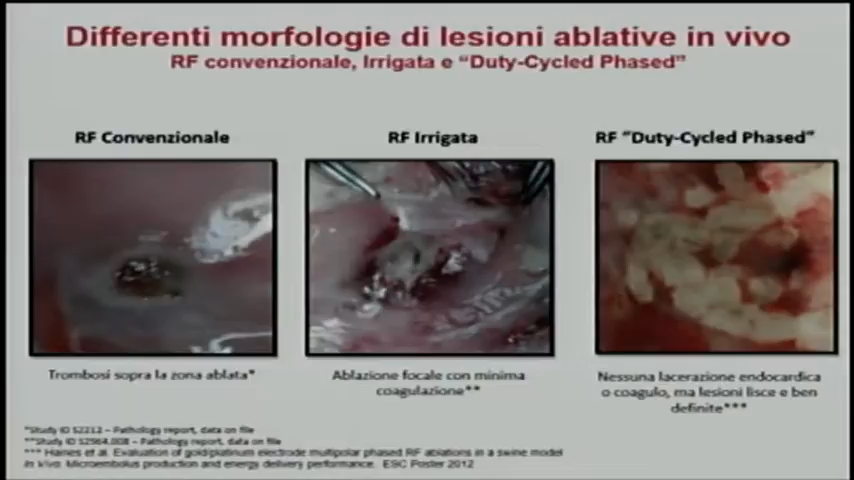 Differenti morfologie di lesioni ablative in vivo
RF convenzionale, Irrigata e “Duty-Cycled Phased”
RF Convenzionale
RF Irrigata
RF “Duty-Cycled Phased”
Trombosi sopra la zona ablata*
Ablazione focale con minima
coagulazione**
Nessuna lacerazione endocardica
o coagulo, ma lesioni lisce e ben
definite***
*Study ID S2212 – Pathology report, data on file
**Study ID S2964.008 – Pathology report, data on file
*** Haines et al. Evaluation of gold/platinum electrode multipolar phased RF ablations in a swine model
In Vivo: Microembolus production and energy delivery performance. ESC Poster 2012